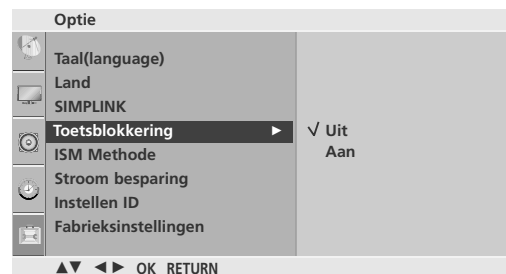 Optie
Taal(language)
Land
SIMPLINK
Toetsblokkering ►
ISM Methode
Stroom besparing
Instellen ID
Fabrieksinstellingen
√ Uit
Aan
▲▼ ◄► OK RETURN